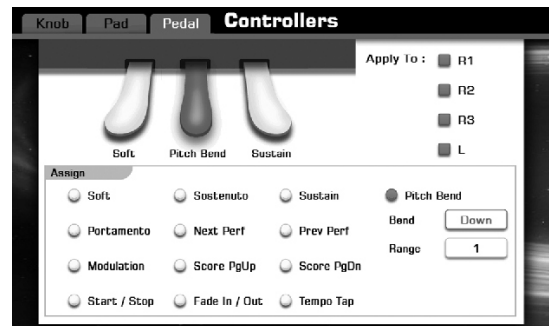 Knob Pad Pedal Controllers
Apply To : R1
R2
R3
L
Soft Pitch Bend Sustain
Assign
Soft Sostenuto Sustain Pitch Bend
Portamento Next Perf Prev Perf Bend Down
Modulation Score PgUp Score PgDn Range 1
Start / Stop Fade In / Out Tempo Tap